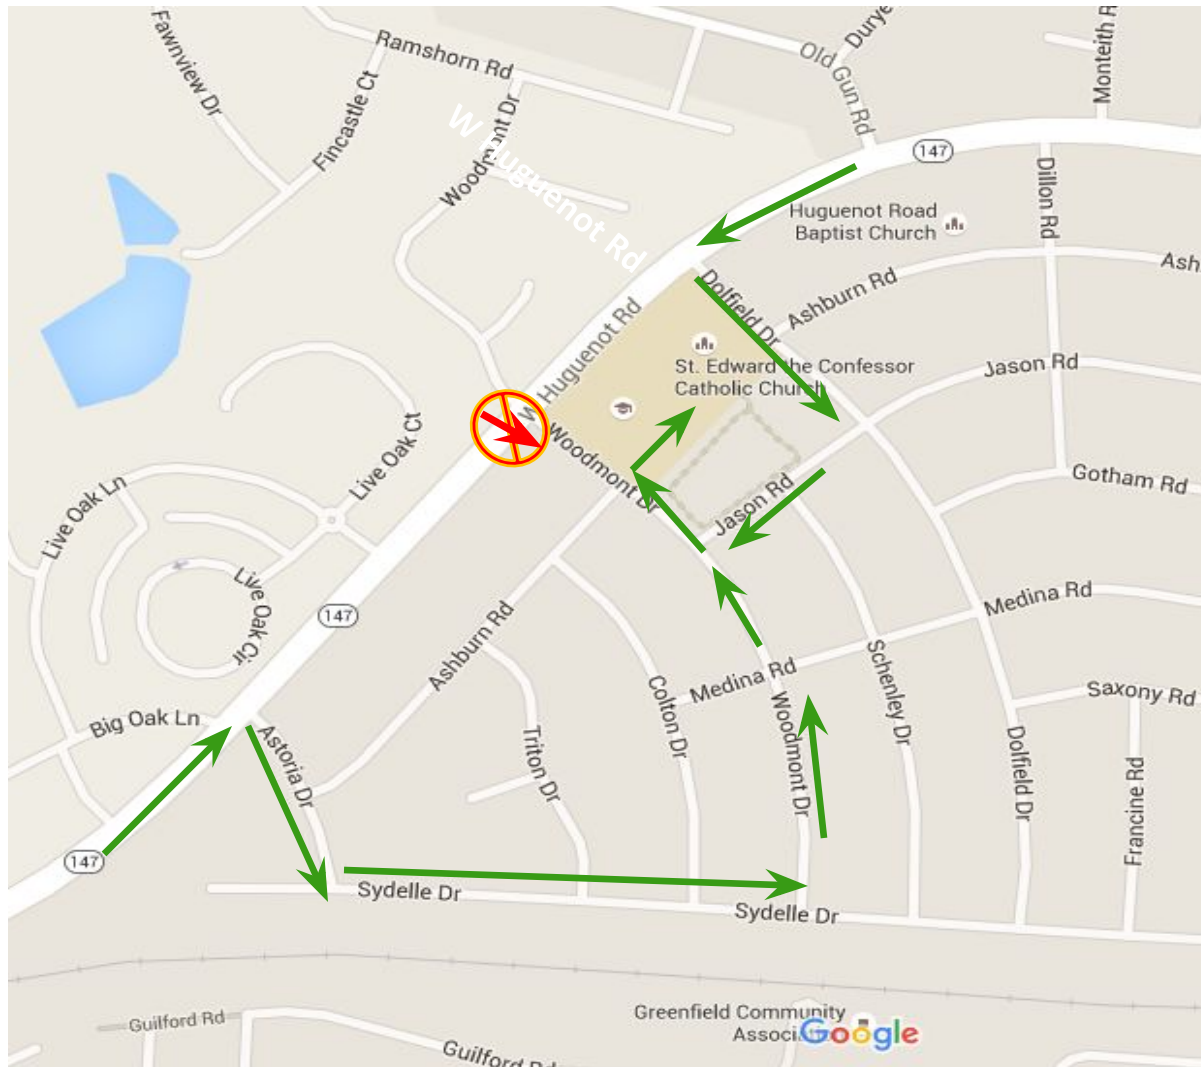 Fawnview Dr
Ramshorn Rd
Fincastle Ct
Woodmont Dr
W Huguenot Rd
Old Gun Rd
Monteith R
147
Huguenot Road
Baptist Church
Dillon Rd
Ash
Dolfield Dr
Ashburn Rd
W Huguenot Rd
St. Edward the Confessor
Catholic Church
Jason Rd
Woodmont Dr
Live Oak Ct
Live Oak Ln
Jason Rd
Gotham Rd
Live Oak Cir
147
Ashburn Rd
Medina Rd
Medina Rd
Schenley Dr
Colton Dr
Woodmont Dr
Saxony Rd
Big Oak Ln
Astoria Dr
Triton Dr
Dolfield Dr
Francine Rd
147
Sydelle Dr
Sydelle Dr
Guilford Rd
Greenfield Community
Google
Guilford